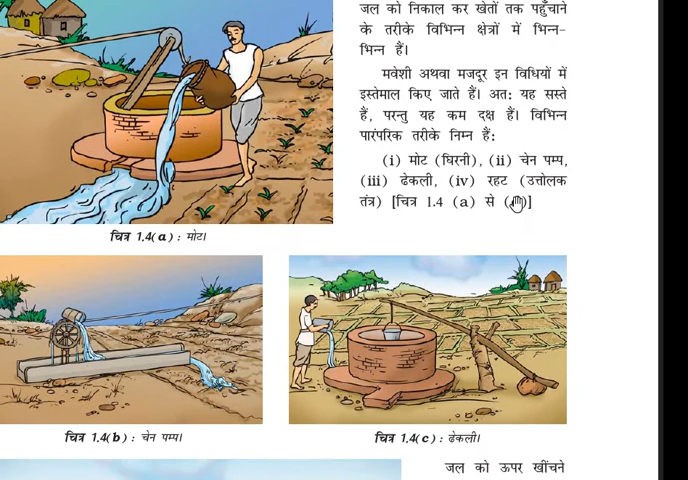 जल को निकाल कर खेतों तक पहुँचाने
के तरीके विभिन्न क्षेत्रों में भिन्न-
भिन्न हैं।
मवेशी अथवा मजदूर इन विधियों में
इस्तेमाल किए जाते हैं। अत: यह सस्ते
हैं, परन्तु यह कम दक्ष हैं। विभिन्न
पारंपरिक तरीके निम्न हैं:
(i) मोट (घिरनी), (ii) चेन पम्प,
(iii) ढेकली, (iv) रहट (उत्तोलक
तंत्र) [चित्र 1.4 (a) से
चित्र 1.4(a) : मोट।
चित्र 1.4(b) : चेन पम्प।
चित्र 1.4(c) : ढेकली।
जल को ऊपर खींचने